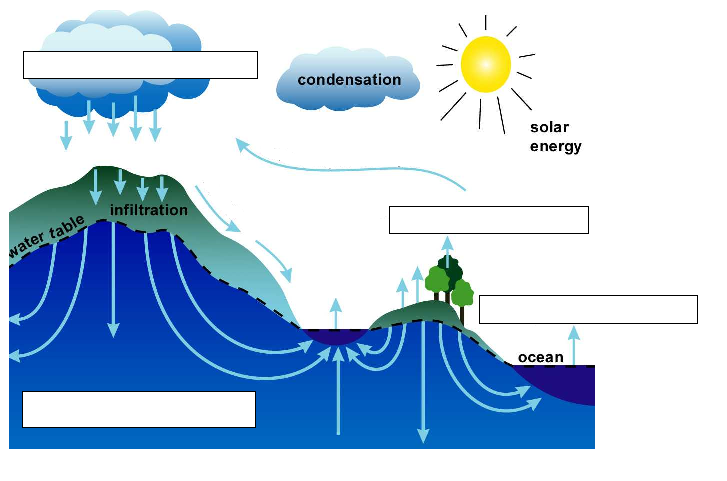 condensation
solar
energy
infiltration
water table
ocean